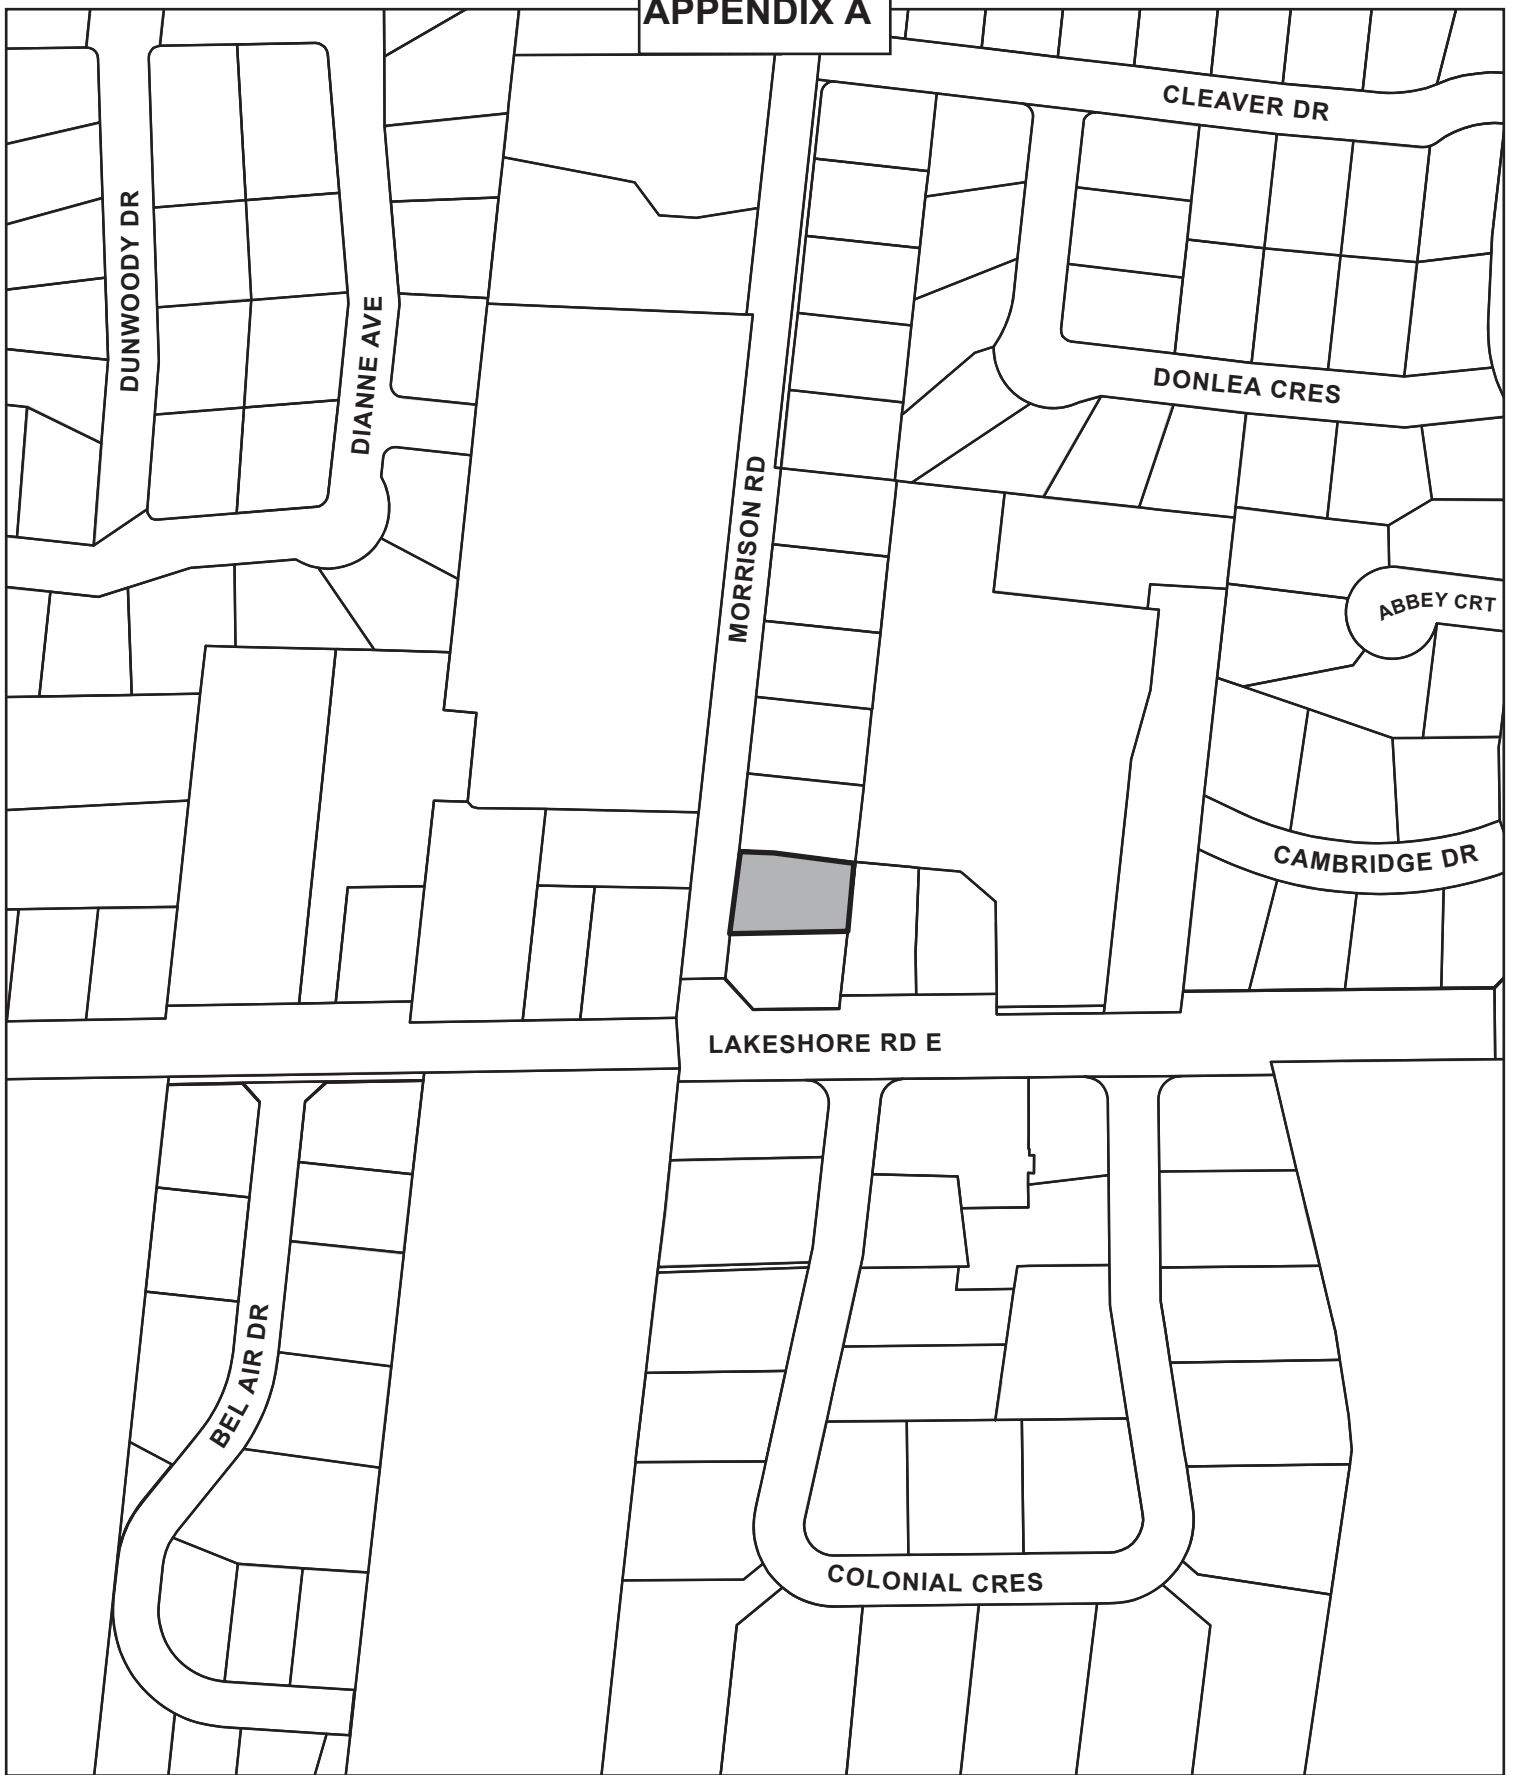 APPENDIX A
CLEAVER DR
DUNWOODY DR
DIANNE AVE
DONLEA CRES
MORRISON RD
ABBEY CRT
CAMBRIDGE DR
LAKESHORE RD E
BEL AIR DR
COLONIAL CRES